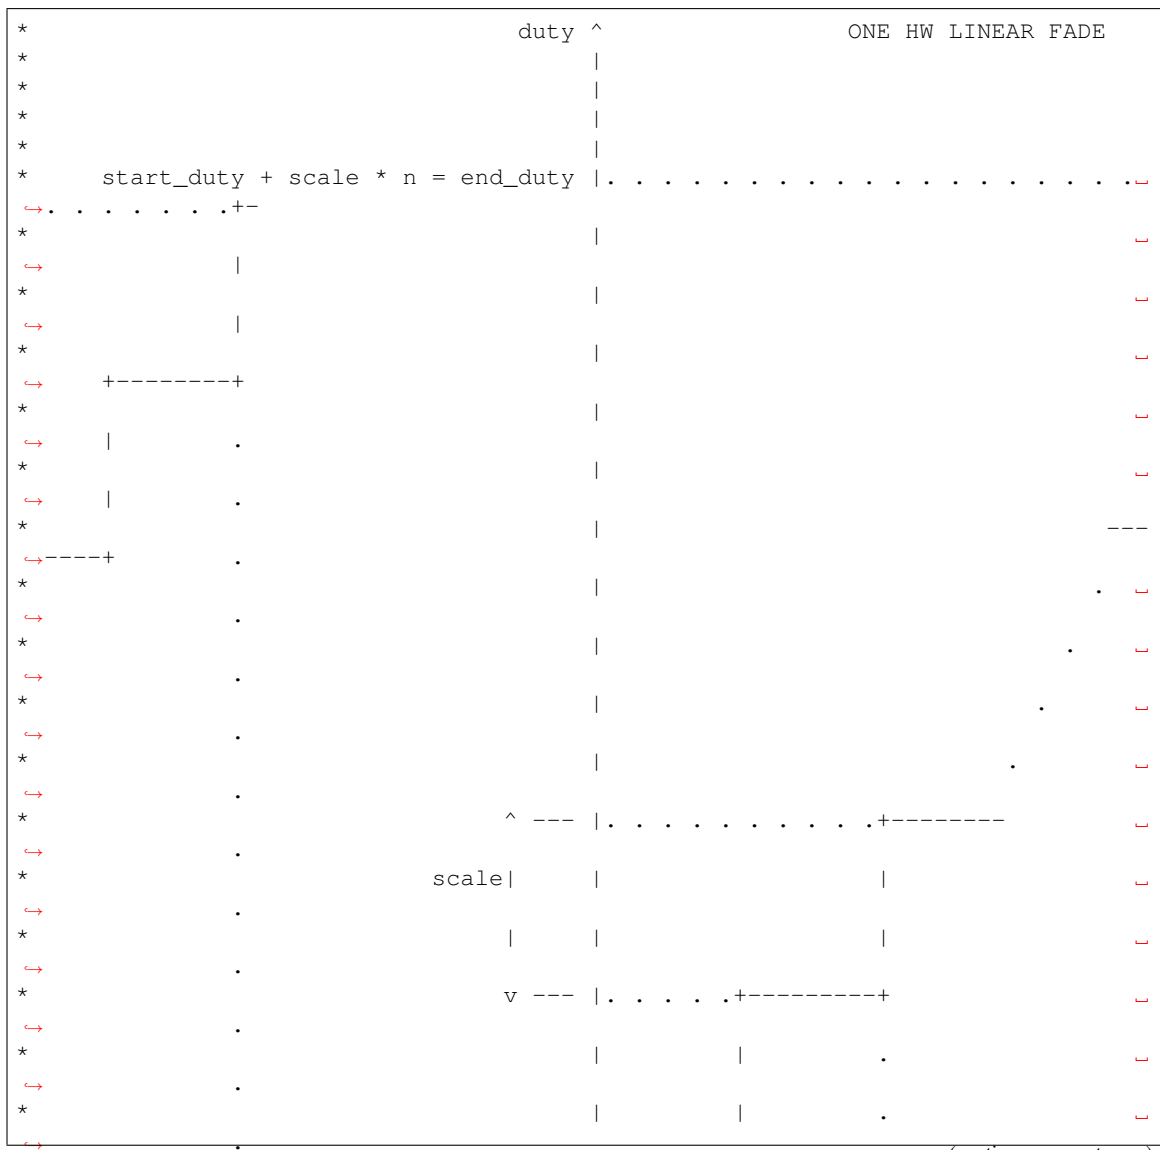 *                                  duty ^                 ONE HW LINEAR FADE
*                                       |
*                                       |
*                                       |
*                                       |
*     start_duty + scale * n = end_duty |. . . . . . . . . . . . . . . . . . .␣
↪. . . . . . .+-
*                                       |                                     ␣
↪             |
*                                       |                                     ␣
↪             |
*                                       |                                     ␣
↪    +--------+
*                                       |                                     ␣
↪    |        .
*                                       |                                     ␣
↪    |        .
*                                       |                                   ---
↪----+        .
*                                       |                                  .  ␣
↪             .
*                                       |                                .    ␣
↪             .
*                                       |                              .      ␣
↪             .
*                                       |                            .        ␣
↪             .
*                                 ^ --- |. . . . . . . . . .+--------         ␣
↪             .
*                            scale|     |                   |                 ␣
↪             .
*                                 |     |                   |                 ␣
↪             .
*                                 v --- |. . . . .+---------+                 ␣
↪             .
*                                       |         |         .                 ␣
↪             .
*                                       |         |         .                 ␣
↪             .